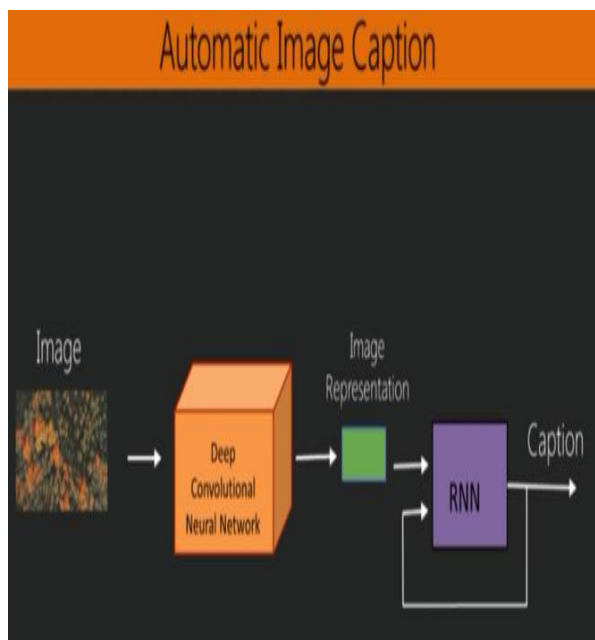 Automatic Image Caption
Image
Deep
Convolutional
Neural Network
Image
Representation
RNN
Caption